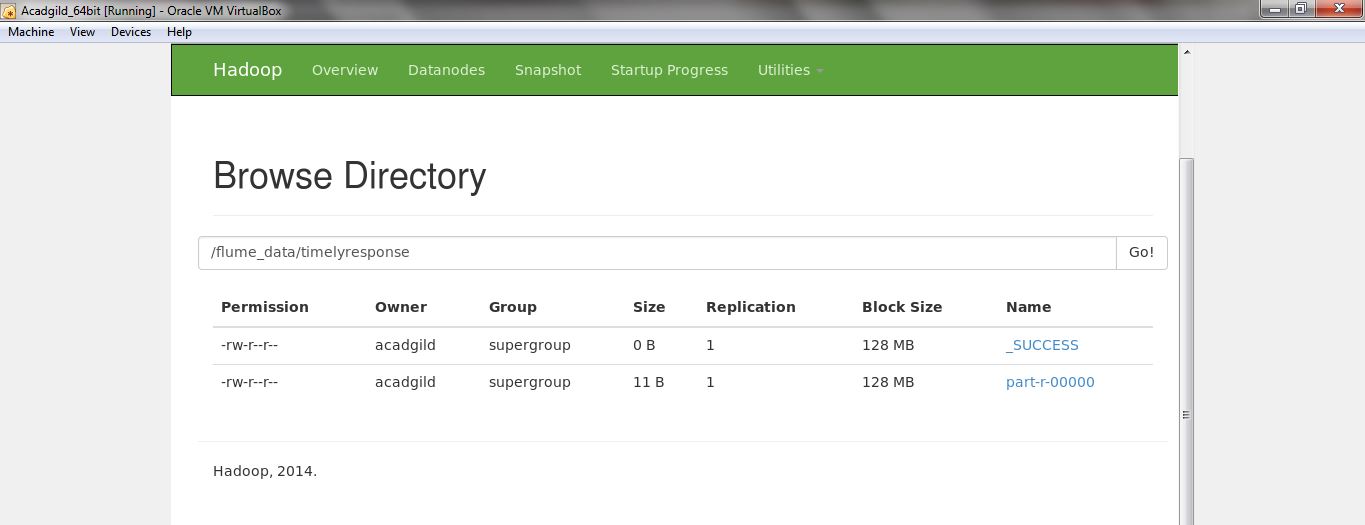 Acadgild_64bit [Running] - Oracle VM VirtualBox
Machine View Devices Help
Hadoop Overview Datanodes Snapshot Startup Progress Utilities
Browse Directory
/flume_data/timelyresponse Go!
Permission Owner Group Size Replication Block Size Name
-rw-r--r-- acadgild supergroup 0 B 1 128 MB _SUCCESS
-rw-r--r-- acadgild supergroup 11 B 1 128 MB part-r-00000
Hadoop, 2014.